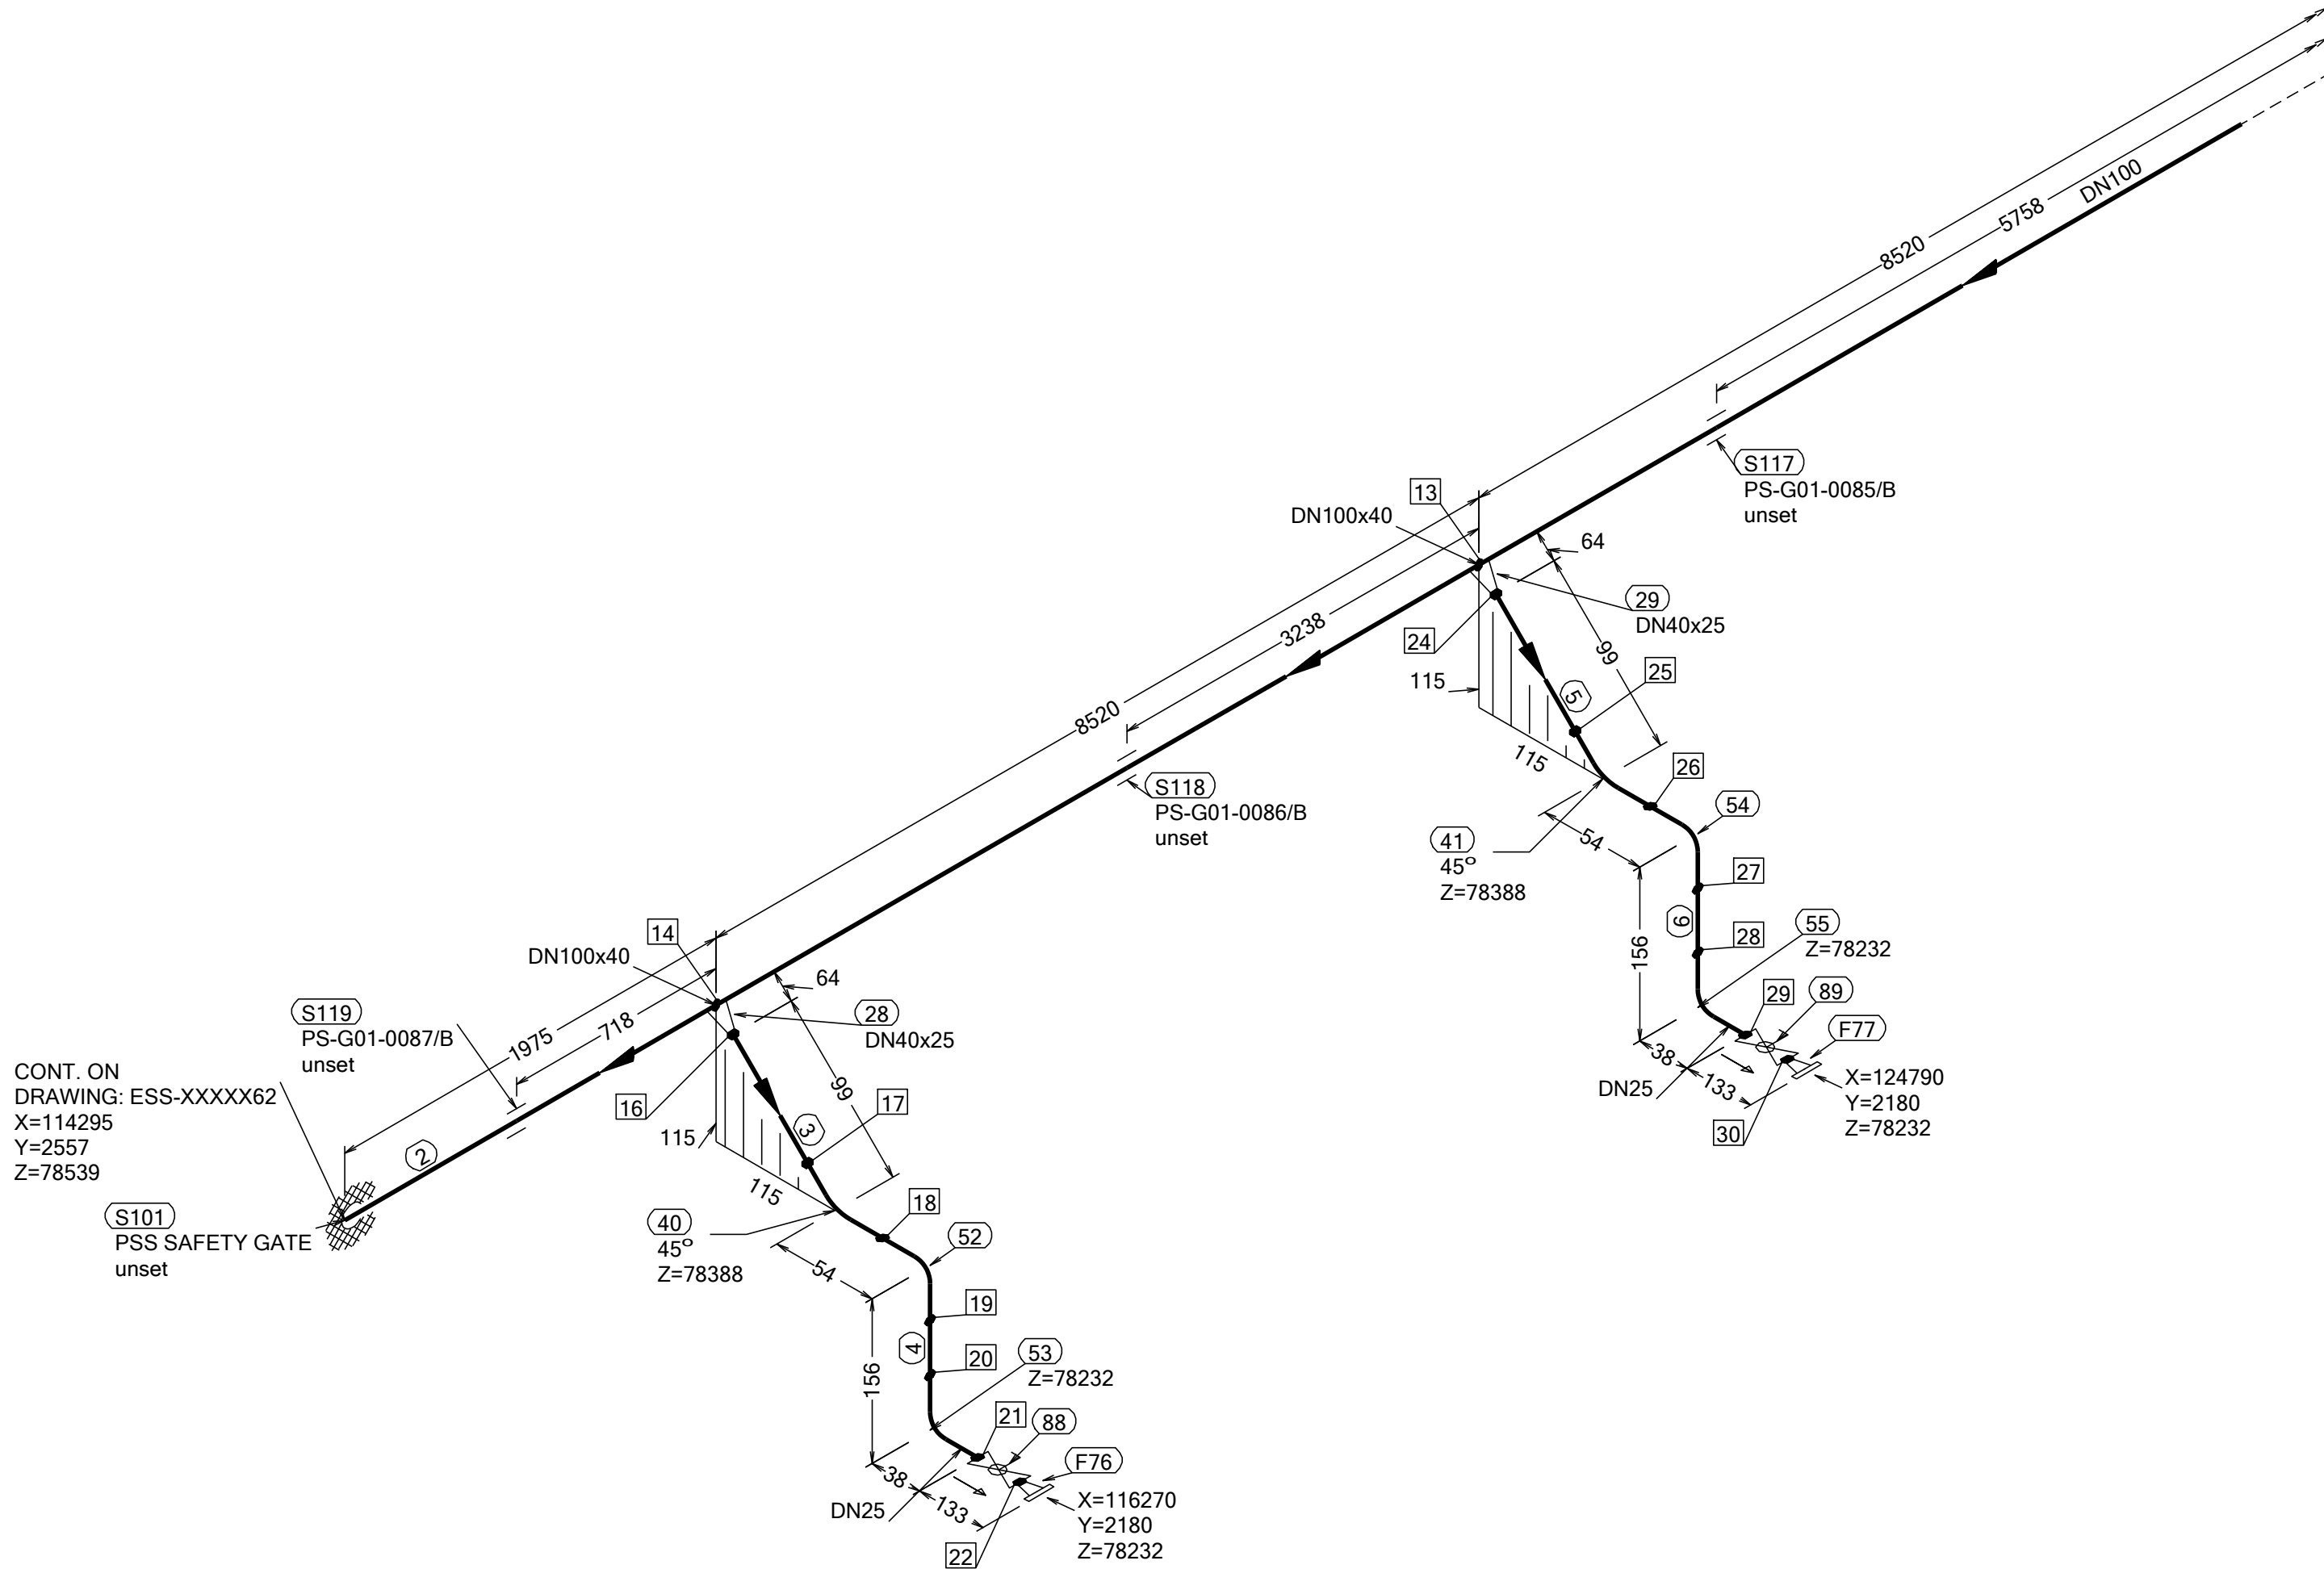 DN100
5758
8520
S117
PS-G01-0085/B
unset
13
DN100x40
64
29
DN40x25
24
99
25
115
5
115
26
54
54
41
45°
Z=78388
27
6
28
156
55
Z=78232
29
89
F77
38
133
DN25
X=124790
Y=2180
Z=78232
30
3238
8520
S118
PS-G01-0086/B
unset
14
DN100x40
64
28
DN40x25
S119
PS-G01-0087/B
unset
718
1975
CONT. ON
DRAWING: ESS-XXXXX62
X=114295
Y=2557
Z=78539
2
S101
PSS SAFETY GATE
unset
16
99
17
115
3
115
18
40
45°
Z=78388
52
54
19
4
20
156
53
Z=78232
21
88
F76
38
133
DN25
X=116270
Y=2180
Z=78232
22